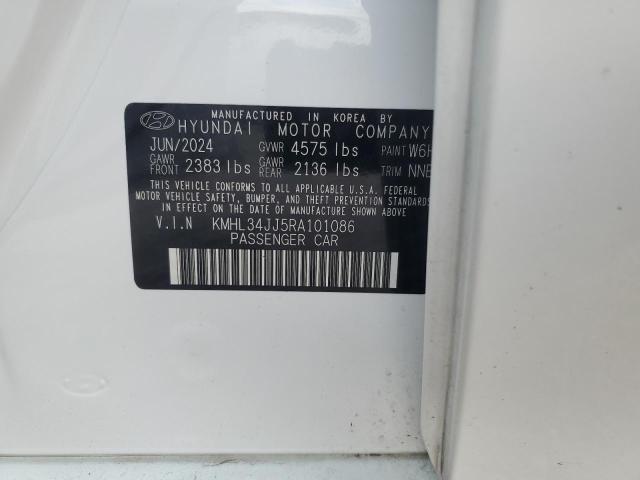 MANUFACTURED IN KOREA BY
HYUNDAI MOTOR COMPANY
JUN/2024 GVWR 4575 lbs PAINT W6H
GAWR FRONT 2383 lbs GAWR REAR 2136 lbs TRIM NNB
THIS VEHICLE CONFORMS TO ALL APPLICABLE U.S.A. FEDERAL
MOTOR VEHICLE SAFETY, BUMPER, AND THEFT PREVENTION STANDARDS
IN EFFECT ON THE DATE OF MANUFACTURE SHOWN ABOVE.
V.I.N KMHL34JJ5RA101086
PASSENGER CAR